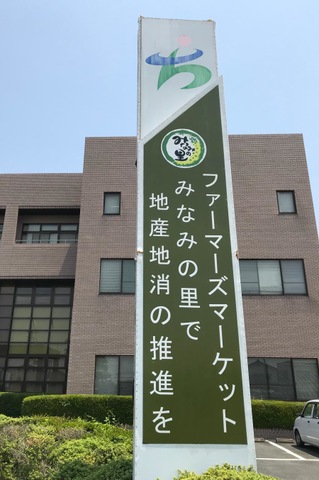 みなみの里
ファーマーズマーケット
みなみの里で
地産地消の推進を